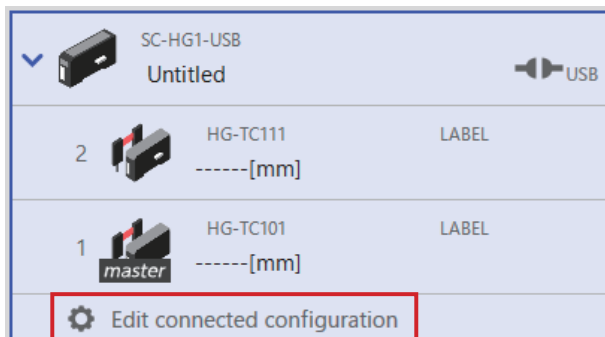 SC-HG1-USB
Untitled
USB
2
HG-TC111
LABEL
------[mm]
1
HG-TC101
LABEL
master
------[mm]
Edit connected configuration